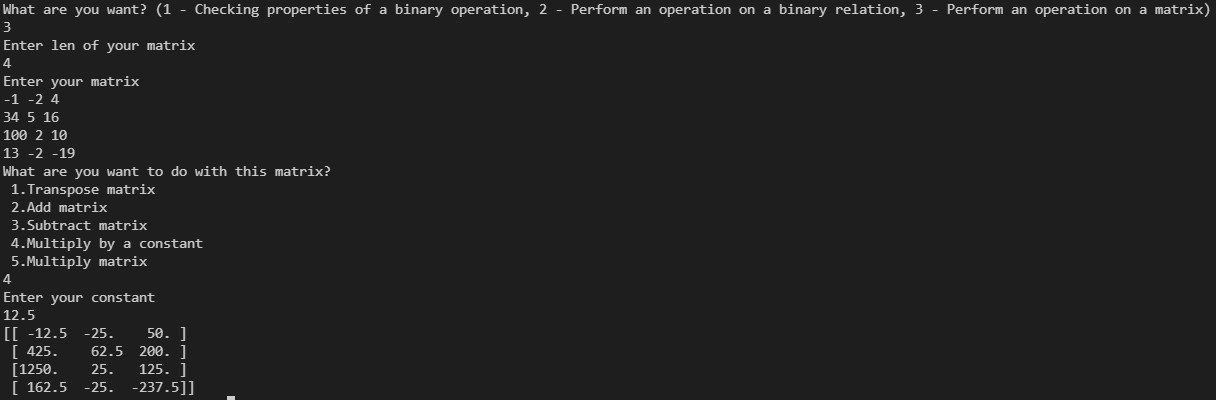 What are you want? (1 - Checking properties of a binary operation, 2 - Perform an operation on a binary relation, 3 - Perform an operation on a matrix)
3
Enter len of your matrix
4
Enter your matrix
-1 -2 4
34 5 16
100 2 10
13 -2 -19
What are you want to do with this matrix?
 1.Transpose matrix
 2.Add matrix
 3.Subtract matrix
 4.Multiply by a constant
 5.Multiply matrix
4
Enter your constant
12.5
[[ -12.5  -25.    50. ]
 [ 425.    62.5  200. ]
 [1250.    25.   125. ]
 [ 162.5  -25.  -237.5]]